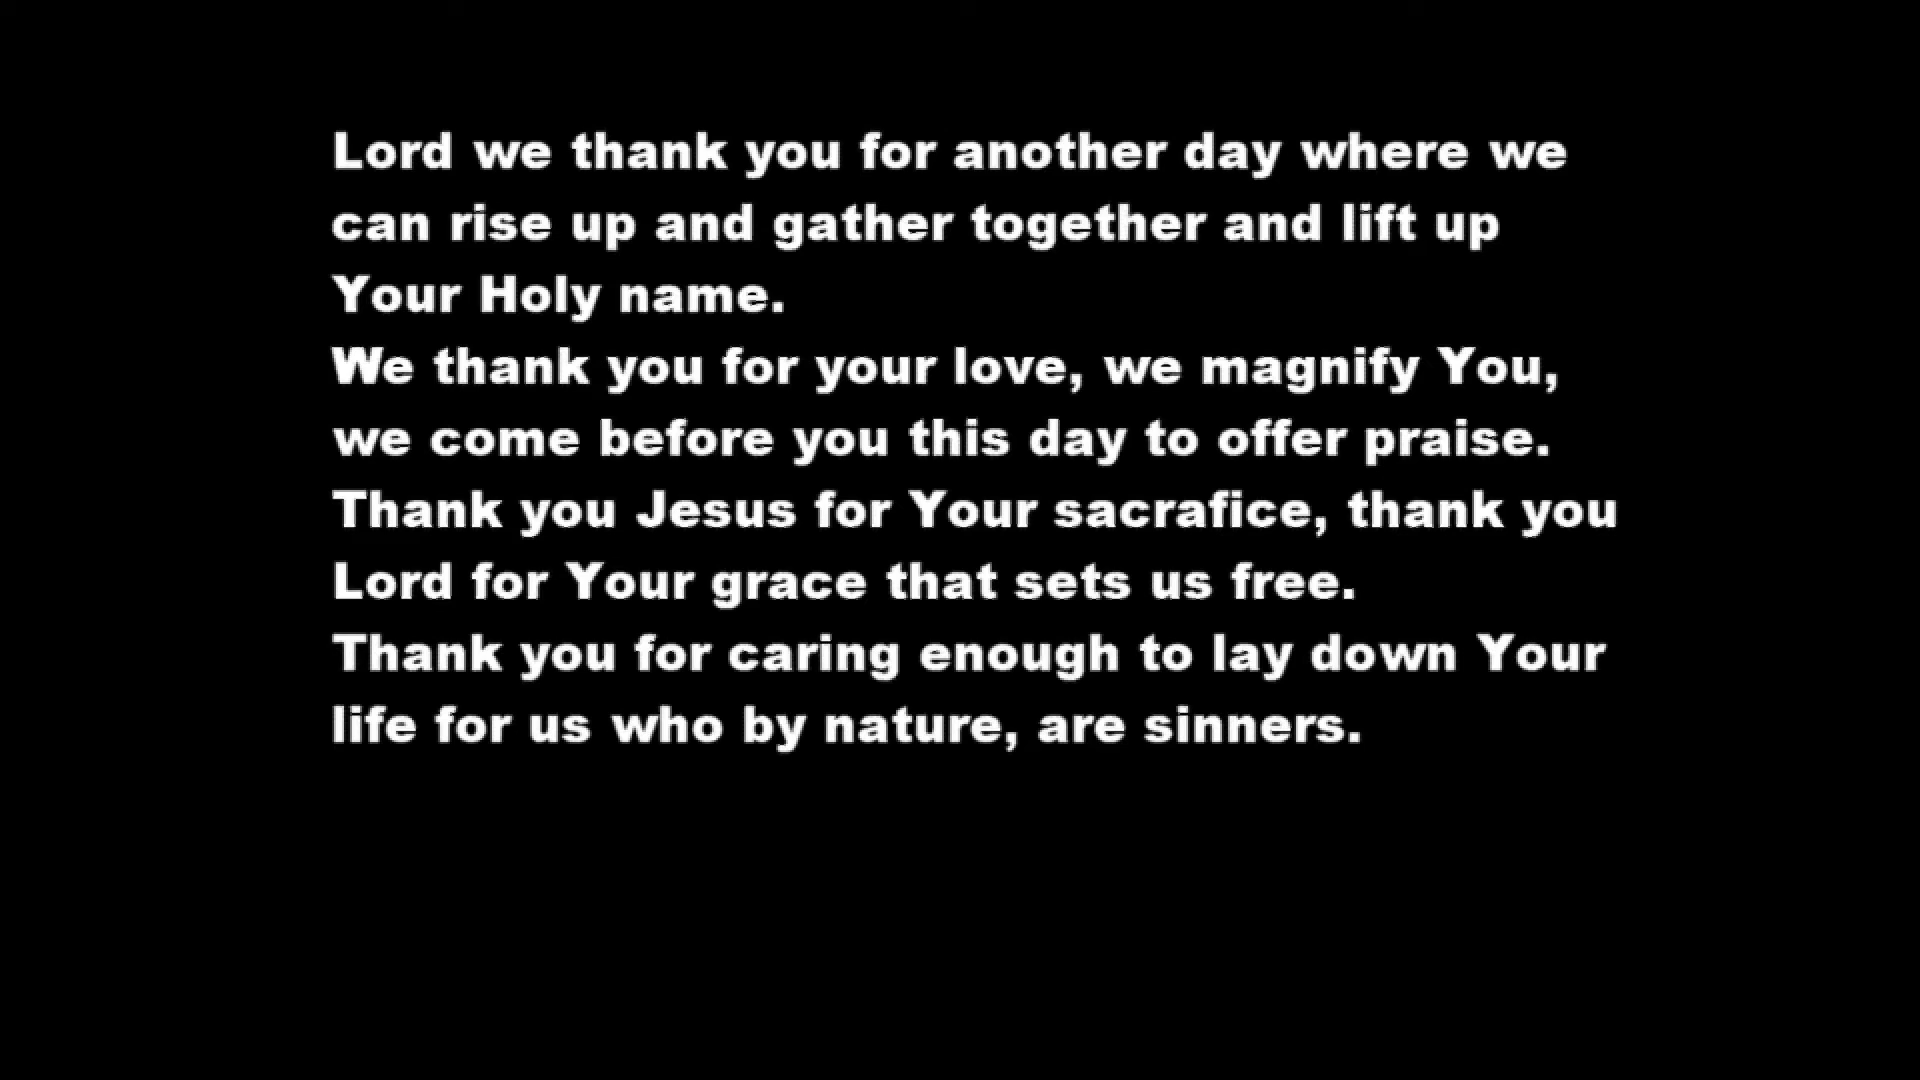 Lord we thank you for another day where we
can rise up and gather together and lift up
Your Holy name.
We thank you for your love, we magnify You,
we come before you this day to offer praise.
Thank you Jesus for Your sacrafice, thank you
Lord for Your grace that sets us free.
Thank you for caring enough to lay down Your
life for us who by nature, are sinners.